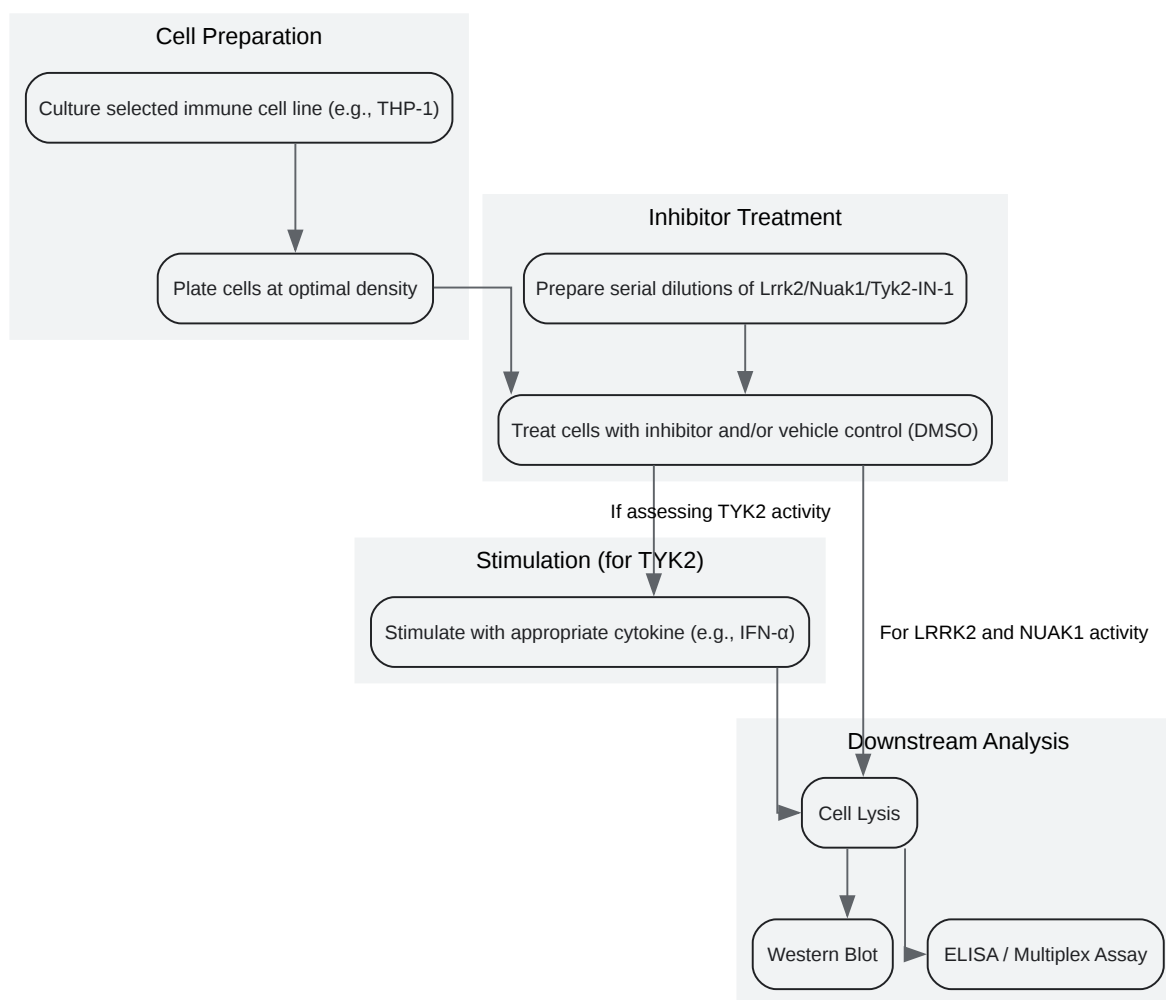 Cell Preparation
Culture selected immune cell line (e.g., THP-1)
Plate cells at optimal density
Inhibitor Treatment
Prepare serial dilutions of Lrrk2/Nuak1/Tyk2-IN-1
Treat cells with inhibitor and/or vehicle control (DMSO)
If assessing TYK2 activity
Stimulation (for TYK2)
Stimulate with appropriate cytokine (e.g., IFN-α)
For LRRK2 and NUAK1 activity
Downstream Analysis
Cell Lysis
Western Blot
ELISA / Multiplex Assay